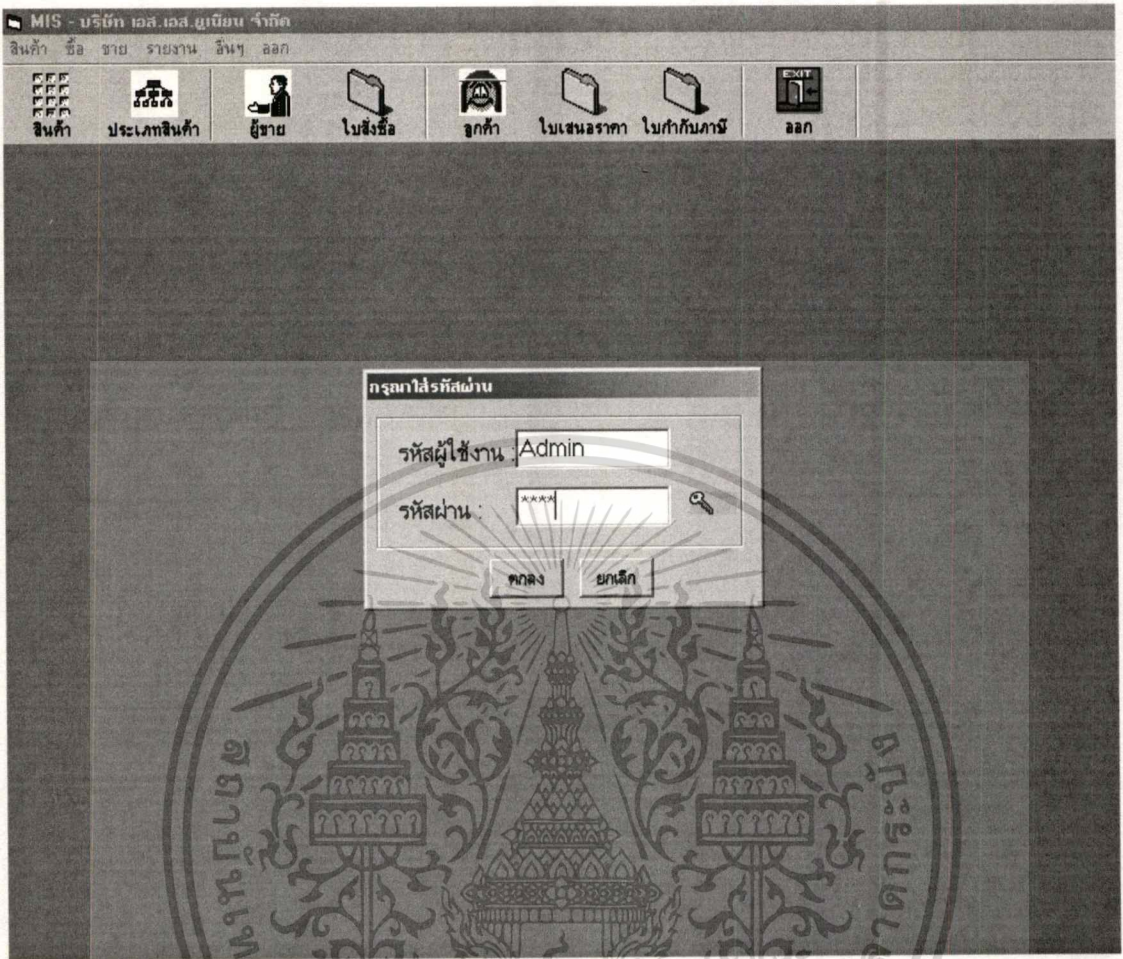 MIS - บริษัท เอส.เอส.ยูเนียน จำกัด
สินค้า ซื้อ ขาย รายงาน อื่นๆ ออก
EXIT
สินค้า ประเภทสินค้า ผู้ขาย ใบสั่งซื้อ ลูกค้า ใบเสนอราคา ใบกำกับภาษี ออก
กรุณาใส่รหัสผ่าน
รหัสผู้ใช้งาน : Admin
รหัสผ่าน : ****
ตกลง ยกเลิก